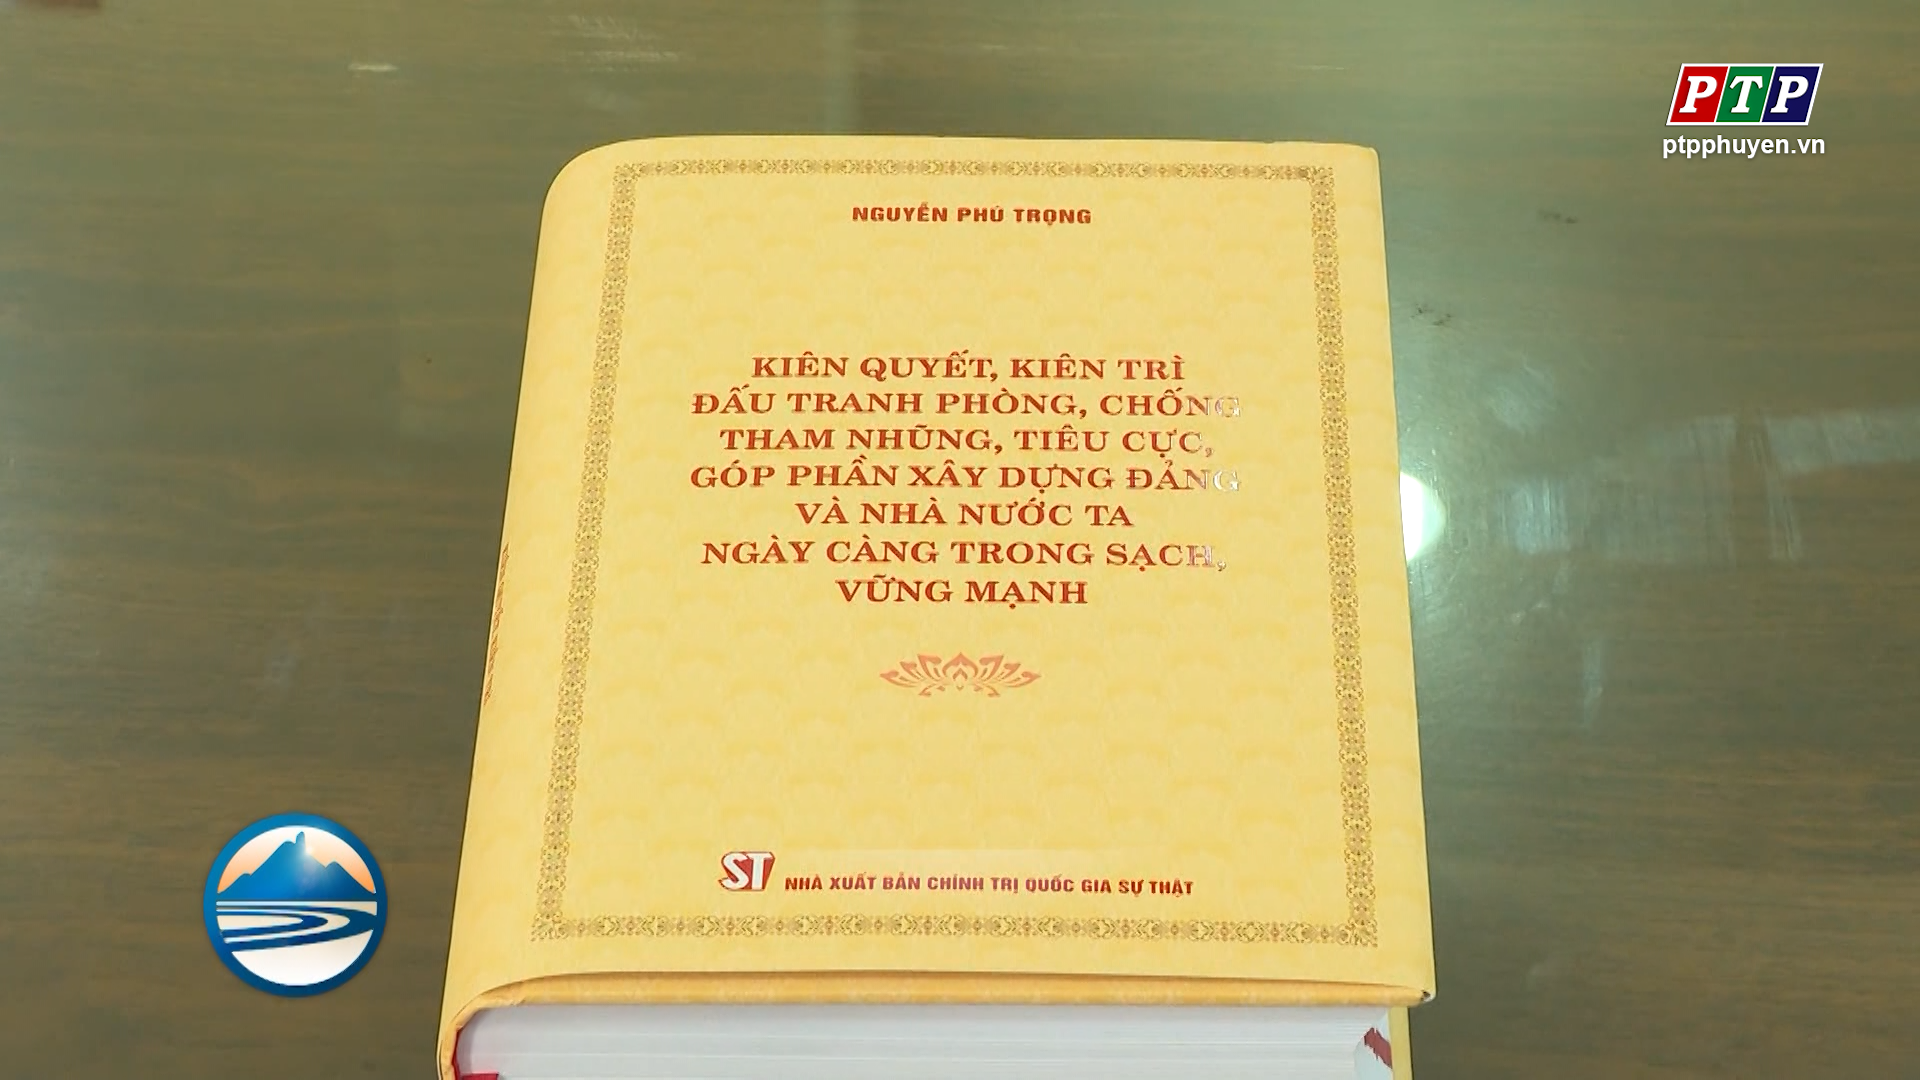 PTP
ptpphuyen.vn
NGUYỄN PHÚ TRỌNG
KIÊN QUYẾT, KIÊN TRÌ
ĐẤU TRANH PHÒNG, CHỐNG
THAM NHŨNG, TIÊU CỰC,
GÓP PHẦN XÂY DỰNG ĐẢNG
VÀ NHÀ NƯỚC TA
NGÀY CÀNG TRONG SẠCH,
VỮNG MẠNH
ST NHÀ XUẤT BẢN CHÍNH TRỊ QUỐC GIA SỰ THẬT